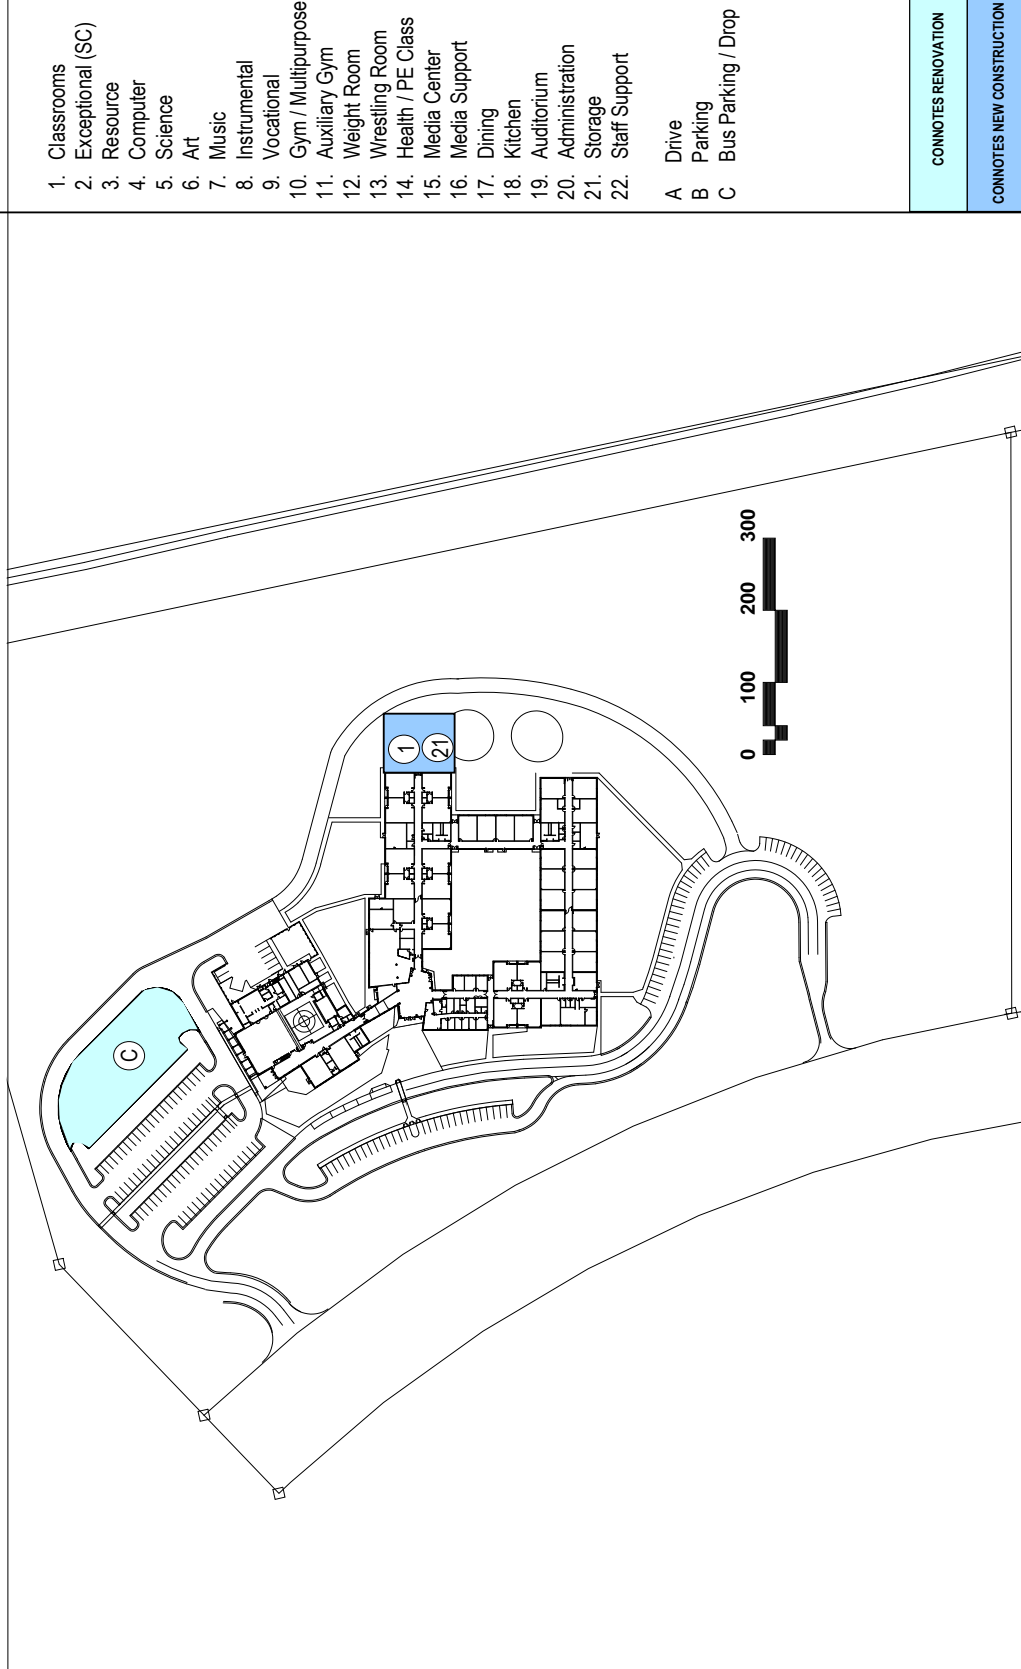 1. Classrooms
2. Exceptional (SC)
3. Resource
4. Computer
5. Science
6. Art
7. Music
8. Instrumental
9. Vocational
10. Gym / Multipurpose
11. Auxiliary Gym
12. Weight Room
13. Wrestling Room
14. Health / PE Class
15. Media Center
16. Media Support
17. Dining
18. Kitchen
19. Auditorium
20. Administration
21. Storage
22. Staff Support
A Drive
B Parking
C Bus Parking / Drop
CONNOTES RENOVATION
CONNOTES NEW CONSTRUCTION
C
1
21
0 100 200 300